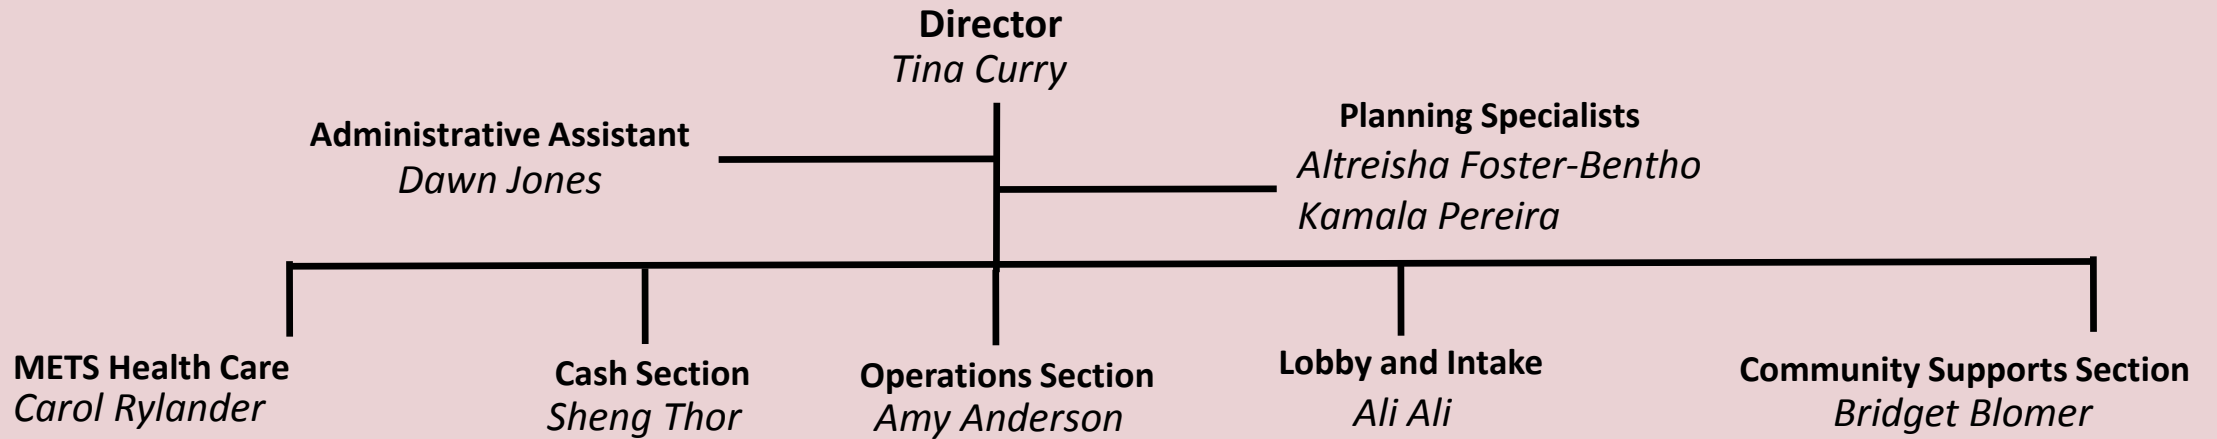 Director
Tina Curry
Administrative Assistant
Dawn Jones
Planning Specialists
Altreisha Foster-Bentho
Kamala Pereira
METS Health Care
Carol Rylander
Cash Section
Sheng Thor
Operations Section
Amy Anderson
Lobby and Intake
Ali Ali
Community Supports Section
Bridget Blomer